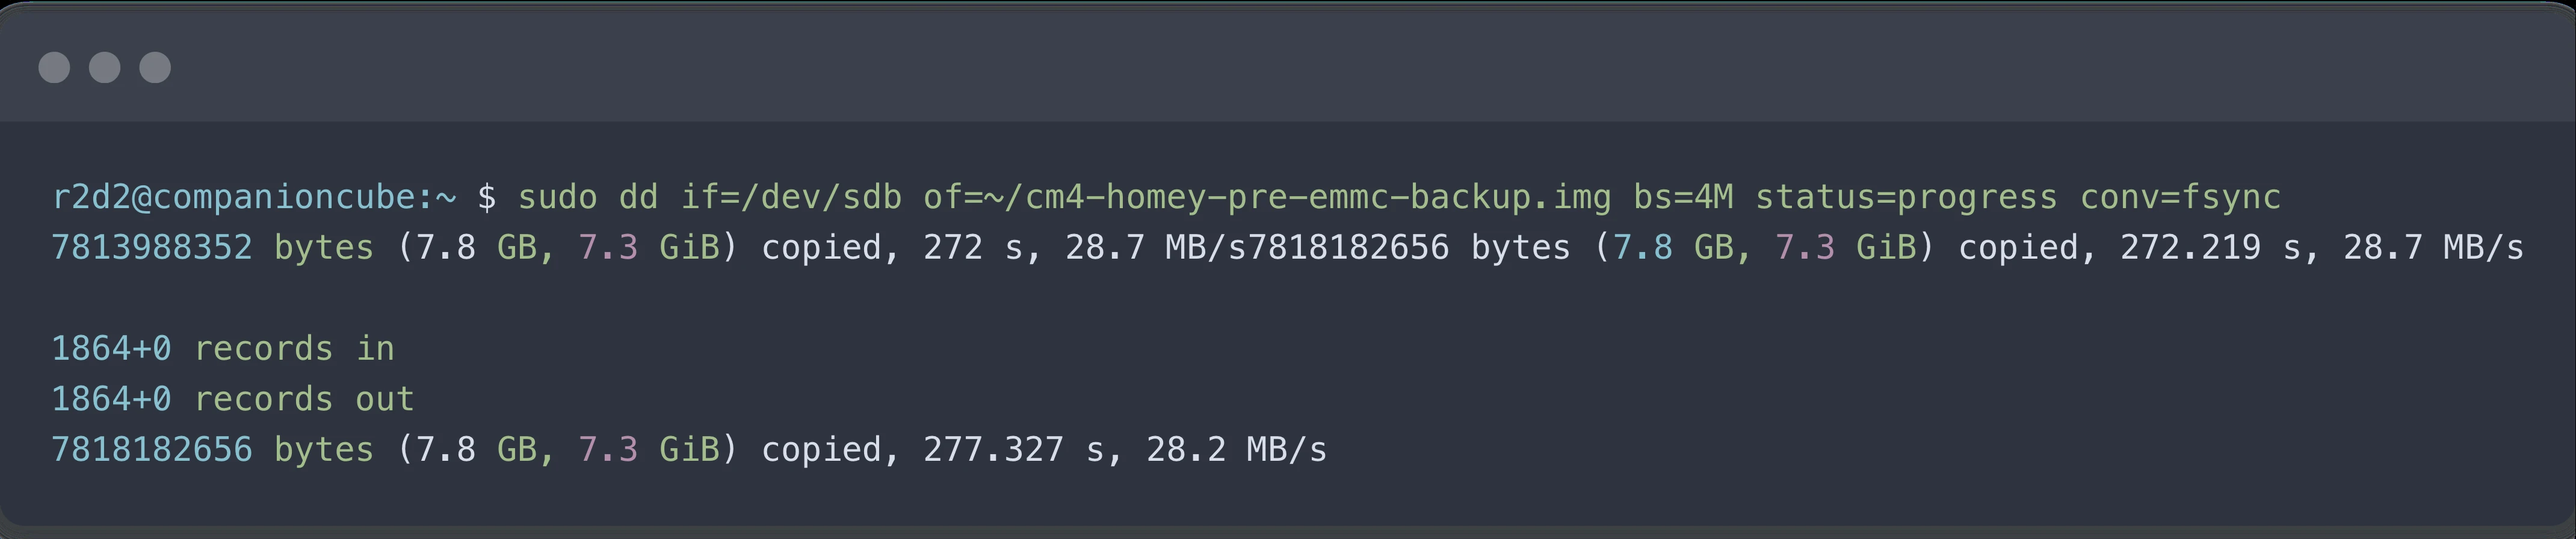 r2d2@companioncube:~ $ sudo dd if=/dev/sdb of=~/cm4-homey-pre-emmc-backup.img bs=4M status=progress conv=fsync
7813988352 bytes (7.8 GB, 7.3 GiB) copied, 272 s, 28.7 MB/s7818182656 bytes (7.8 GB, 7.3 GiB) copied, 272.219 s, 28.7 MB/s
1864+0 records in
1864+0 records out
7818182656 bytes (7.8 GB, 7.3 GiB) copied, 277.327 s, 28.2 MB/s